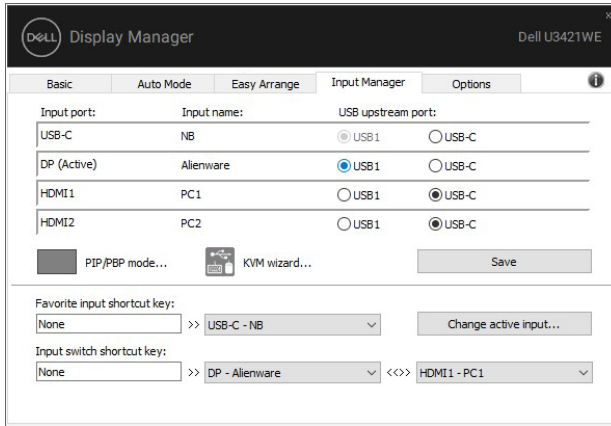 x
DELL Display Manager Dell U3421WE
Basic Auto Mode Easy Arrange Input Manager Options i
Input port: Input name: USB upstream port:
USB-C NB USB1 USB-C
DP (Active) Alienware USB1 USB-C
HDMI1 PC1 USB1 USB-C
HDMI2 PC2 USB1 USB-C
PIP/PBP mode... KVM wizard... Save
Favorite input shortcut key:
None >> USB-C - NB Change active input...
Input switch shortcut key:
None >> DP - Alienware <<>> HDMI1 - PC1